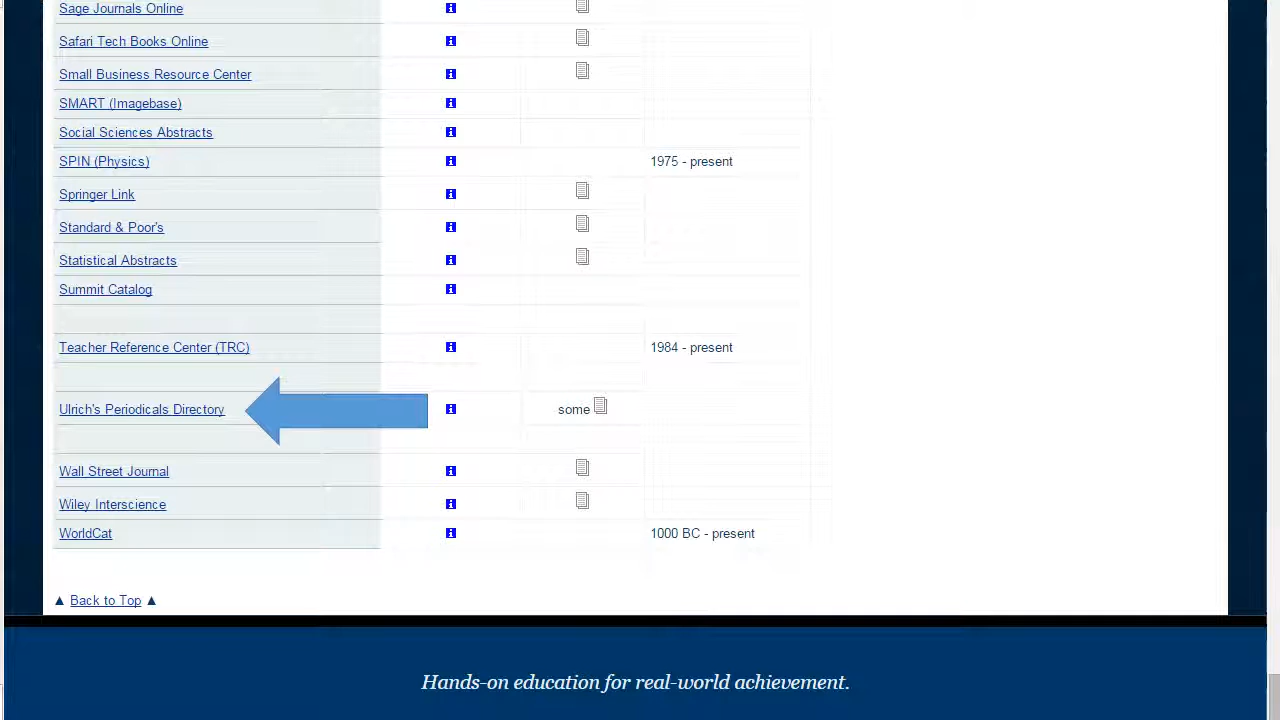 Sage Journals Online
Safari Tech Books Online
Small Business Resource Center
SMART (Imagebase)
Social Sciences Abstracts
SPIN (Physics) 1975 - present
Springer Link
Standard & Poor's
Statistical Abstracts
Summit Catalog
Teacher Reference Center (TRC) 1984 - present
Ulrich's Periodicals Directory some
Wall Street Journal
Wiley Interscience
WorldCat 1000 BC - present
▲ Back to Top ▲
Hands-on education for real-world achievement.